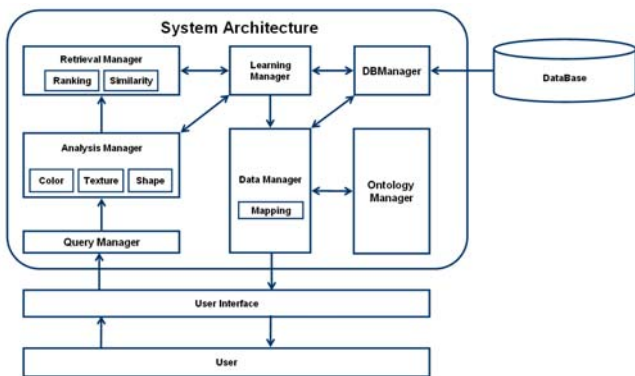 System Architecture
Retrieval Manager
Ranking
Similarity
Learning
Manager
DBManager
DataBase
Analysis Manager
Color
Texture
Shape
Data Manager
Mapping
Ontology
Manager
Query Manager
User Interface
User